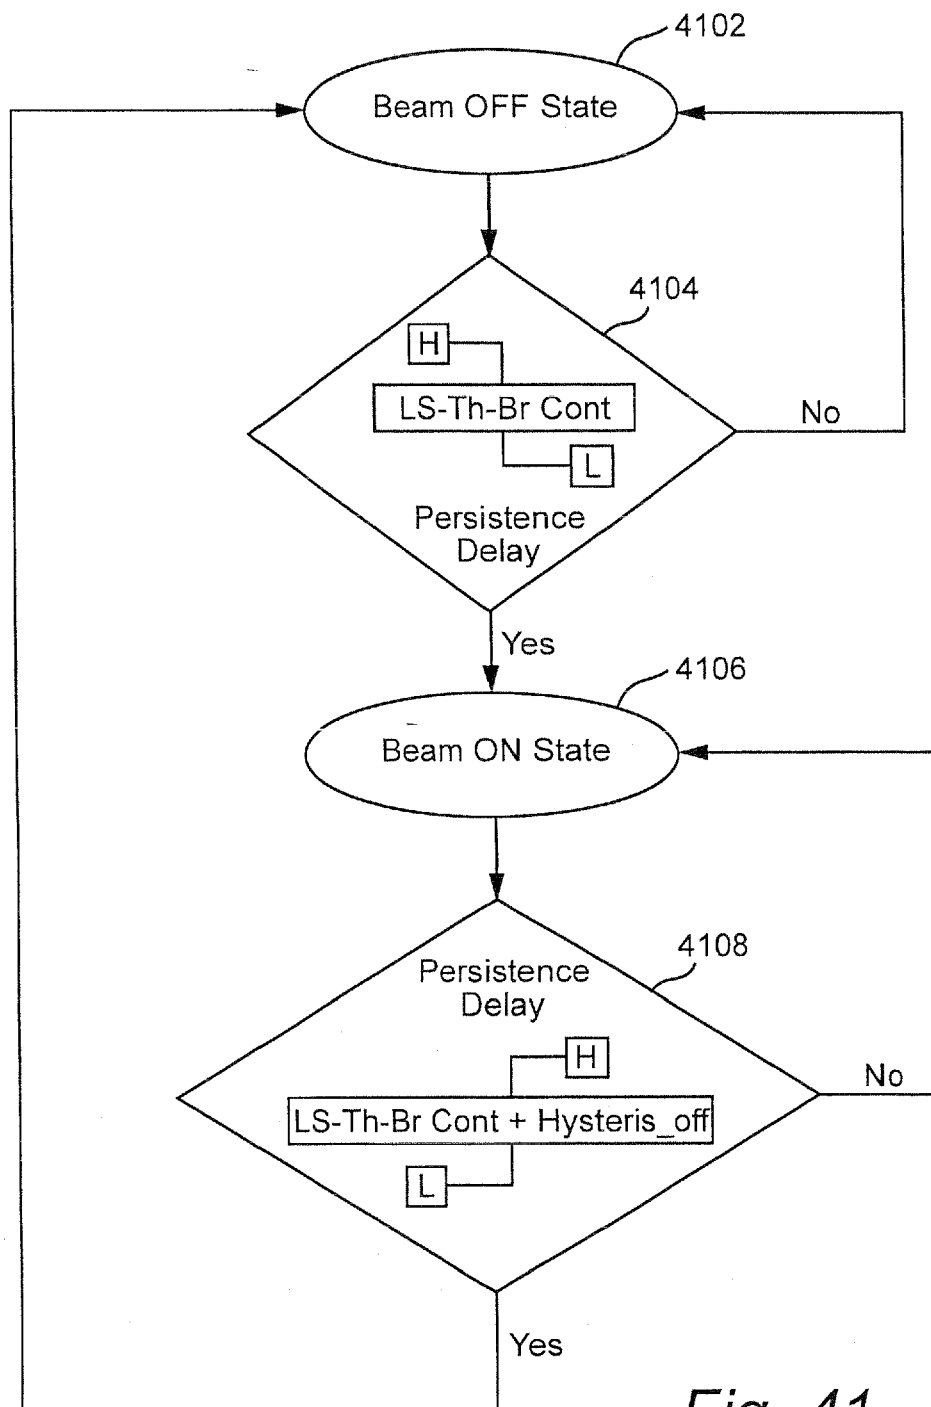 4102
Beam OFF State
4104
H
LS-Th-Br Cont
No
L
Persistence
Delay
Yes
4106
Beam ON State
4108
Persistence
Delay
H
No
LS-Th-Br Cont + Hysteris_off
L
Yes
Fig. 41